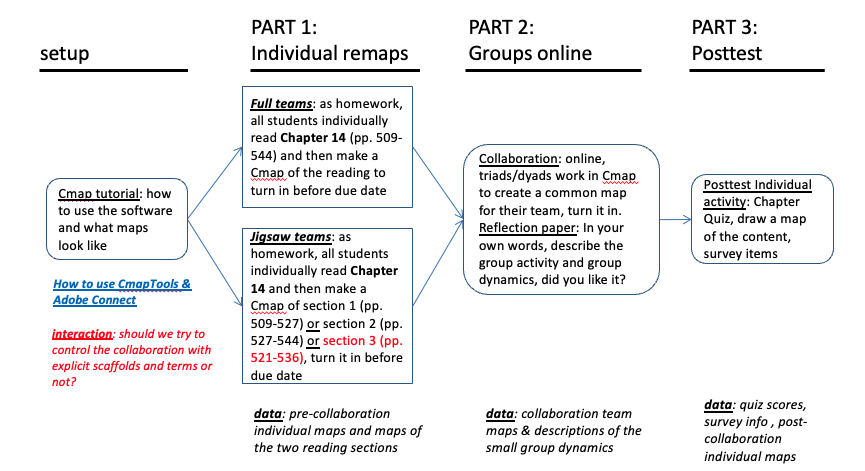 setup
PART 1:
Individual remaps
PART 2:
Groups online
PART 3:
Posttest
Cmap tutorial: how
to use the software
and what maps
look like
How to use CmapTools &
Adobe Connect
interaction: should we try to
control the collaboration with
explicit scaffolds and terms or
not?
Full teams: as homework,
all students individually
read Chapter 14 (pp. 509-
544) and then make a
Cmap of the reading to
turn in before due date
Jigsaw teams: as
homework, all students
individually read Chapter
14 and then make a
Cmap of section 1 (pp.
509-527) or section 2 (pp.
527-544) or section 3 (pp.
521-536), turn it in before
due date
data: pre-collaboration
individual maps and maps of
the two reading sections
Collaboration: online,
triads/dyads work in Cmap
to create a common map
for their team, turn it in.
Reflection paper: In your
own words, describe the
group activity and group
dynamics, did you like it?
data: collaboration team
maps & descriptions of the
small group dynamics
Posttest Individual
activity: Chapter
Quiz, draw a map
of the content,
survey items
data: quiz scores,
survey info , post-
collaboration
individual maps